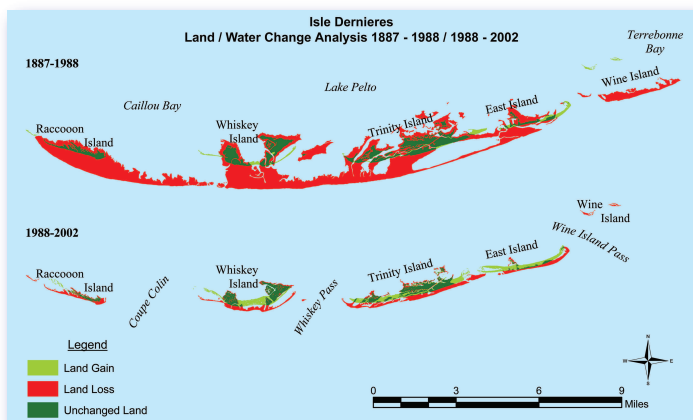 Isle Dernieres
Land / Water Change Analysis 1887 - 1988 / 1988 - 2002
Terrebonne
Bay
1887-1988
Lake Pelto
Wine Island
Caillou Bay
East Island
Whiskey
Island
Trinity Island
Raccooon
Island
Wine
Island
1988-2002
Wine Island Pass
East Island
Raccooon
Island
Whiskey
Island
Trinity Island
Coupe Colin
Whiskey Pass
Legend
Land Gain
Land Loss
Unchanged Land
N
W
E
S
0 3 6 9
Miles